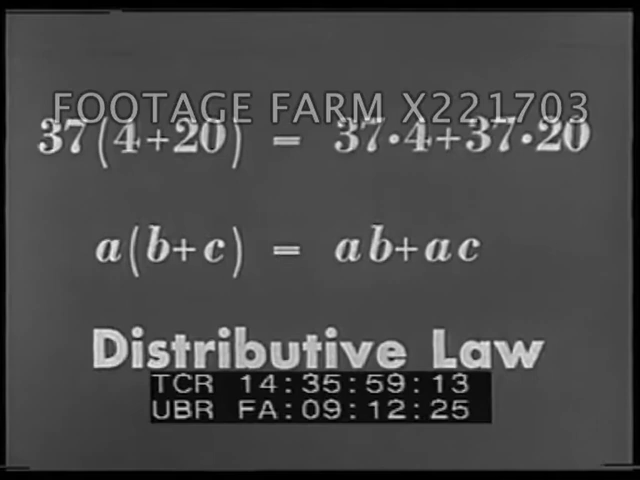 FOOTAGE FARM X221703
37(4+20) = 37·4+37·20
a(b+c) = ab+ac
Distributive Law
TCR 14:35:59:13
UBR FA:09:12:25